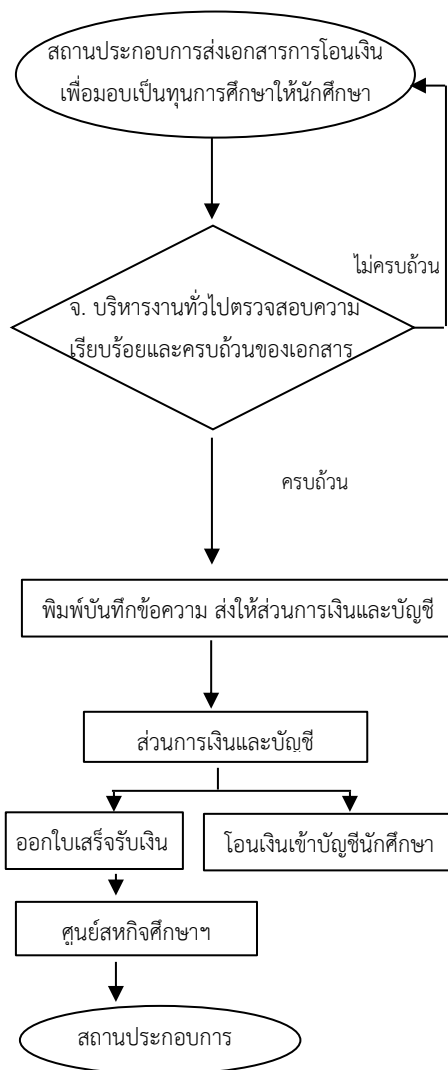 สถานประกอบการส่งเอกสารการโอนเงิน
เพื่อมอบเป็นทุนการศึกษาให้นักศึกษา
ไม่ครบถ้วน
จ. บริหารงานทั่วไปตรวจสอบความ
เรียบร้อยและครบถ้วนของเอกสาร
ครบถ้วน
พิมพ์บันทึกข้อความ ส่งให้ส่วนการเงินและบัญชี
ส่วนการเงินและบัญชี
ออกใบเสร็จรับเงิน
โอนเงินเข้าบัญชีนักศึกษา
ศูนย์สหกิจศึกษาฯ
สถานประกอบการ